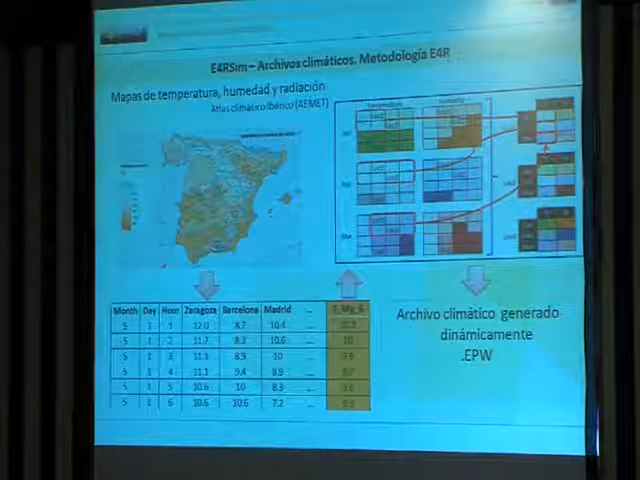 E4RSim – Archivos climáticos. Metodología E4R
Mapas de temperatura, humedad y radiación
Atlas climático Ibérico (AEMET)
Month Day Hour Zaragoza Barcelona Madrid ...
5 1 1 12.0 8.7 10.4 ...
5 1 2 11.7 8.3 10.6 ...
5 1 3 11.1 8.9 10 ...
5 1 4 11.1 9.4 8.9 ...
5 1 5 10.6 10 8.3 ...
5 1 6 10.6 10.6 7.2 ...
Archivo climático generado
dinámicamente
.EPW